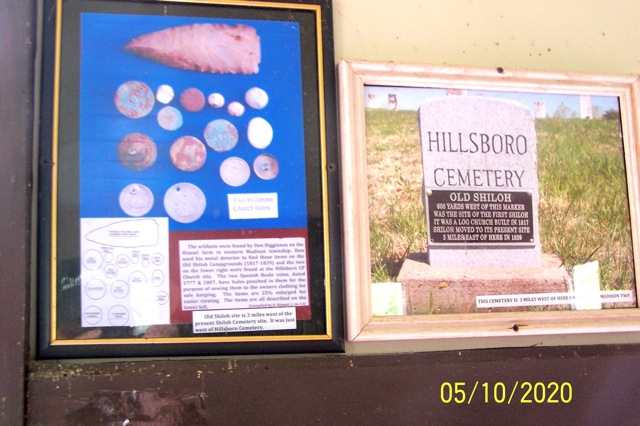 Two Hillsboro
Church Items
The artifacts were found by Don Higginson on the
Himsel farm in western Madison township. Don
used his metal detector to find these items on the
Old Shiloh Campgrounds (1817-1839) and the two
on the lower right were found at the Hillsboro CP
Church site. The two Spanish Reale coins, dated
1777 & 1807, have holes punched in them for the
purpose of sewing them to the owners clothing for
safe keeping. The items are 25% enlarged for
easier viewing. The items are all described on the
lower left.
Old Shiloh site is 3 miles west of the
present Shiloh Cemetery site. It was just
west of Hillsboro Cemetery.
HILLSBORO
CEMETERY
OLD SHILOH
600 YARDS WEST OF THIS MARKER
WAS THE SITE OF THE FIRST SHILOH
IT WAS A LOG CHURCH BUILT IN 1817
SHILOH MOVED TO ITS PRESENT SITE
3 MILES EAST OF HERE IN 1839
THIS CEMETERY IS 3 MILES WEST OF HERE MADISON TWP.
05/10/2020